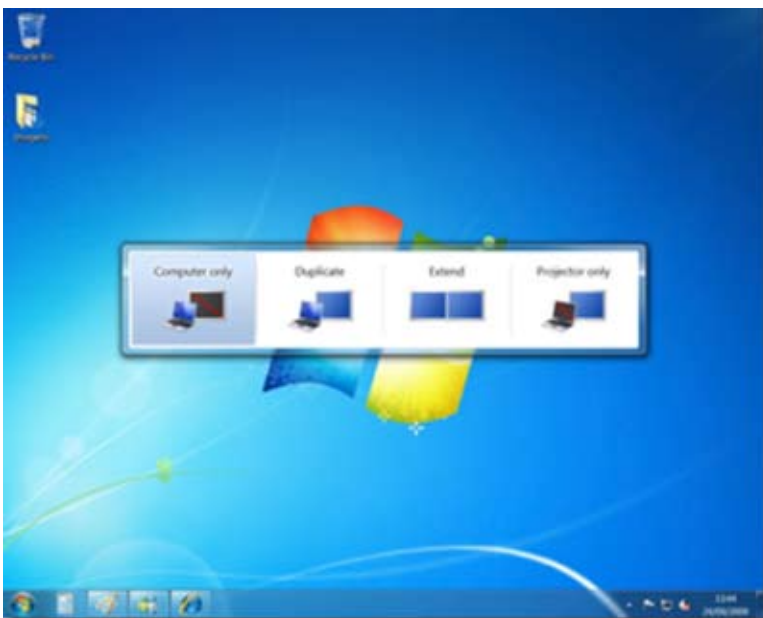 Recycle Bin
Computer only
Duplicate
Extend
Projector only